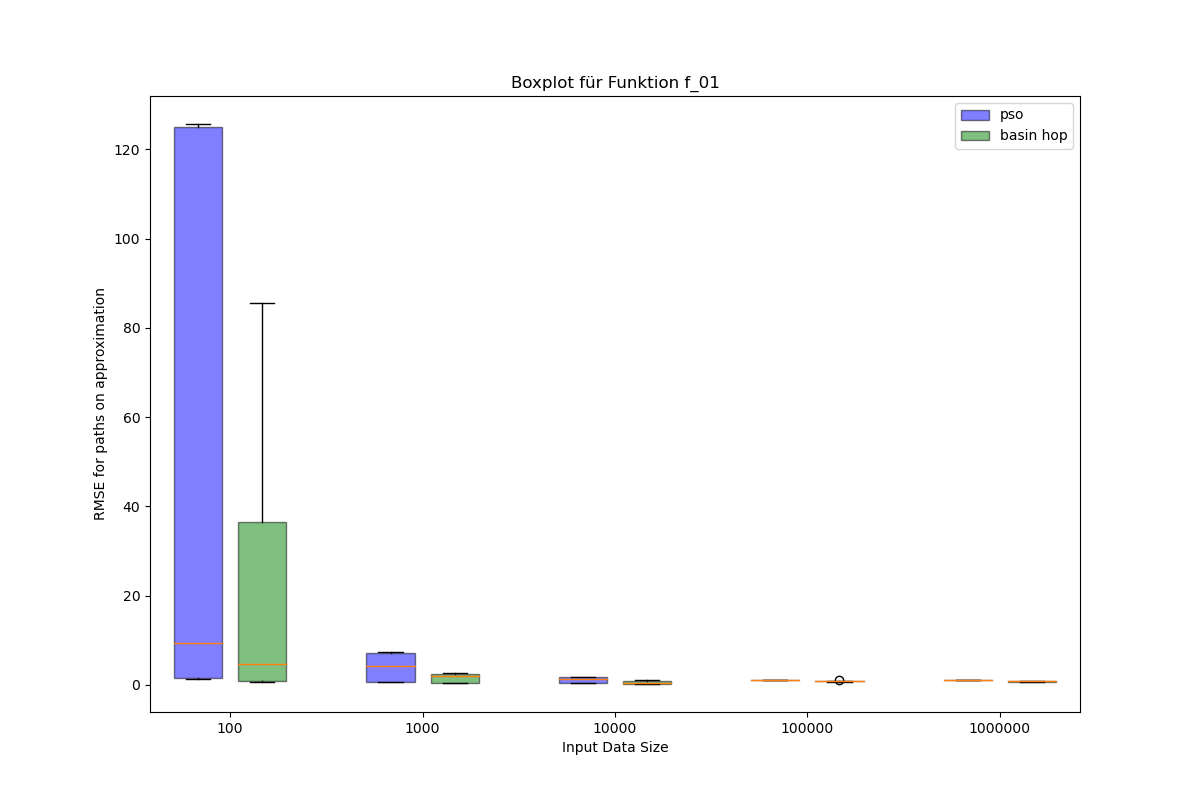 Boxplot für Funktion f_01
pso
basin hop
RMSE for paths on approximation
120
100
80
60
40
20
0
100
1000
10000
100000
1000000
Input Data Size